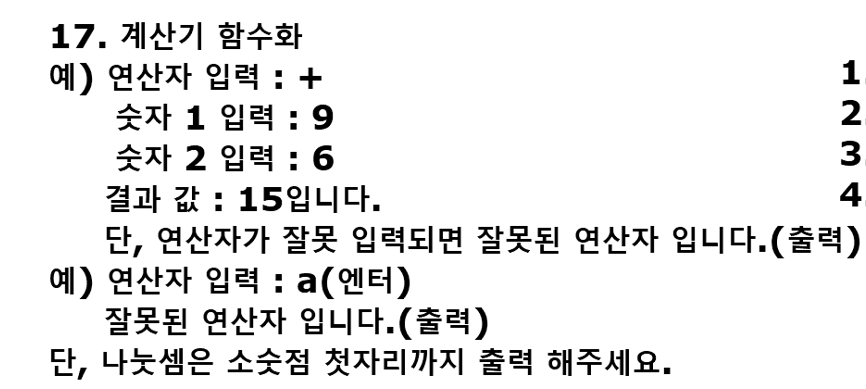 17. 계산기 함수화
예) 연산자 입력 : +
숫자 1 입력 : 9
숫자 2 입력 : 6
결과 값 : 15입니다.
단, 연산자가 잘못 입력되면 잘못된 연산자 입니다.(출력)
예) 연산자 입력 : a(엔터)
잘못된 연산자 입니다.(출력)
단, 나눗셈은 소숫점 첫자리까지 출력 해주세요.
1.
2.
3.
4.